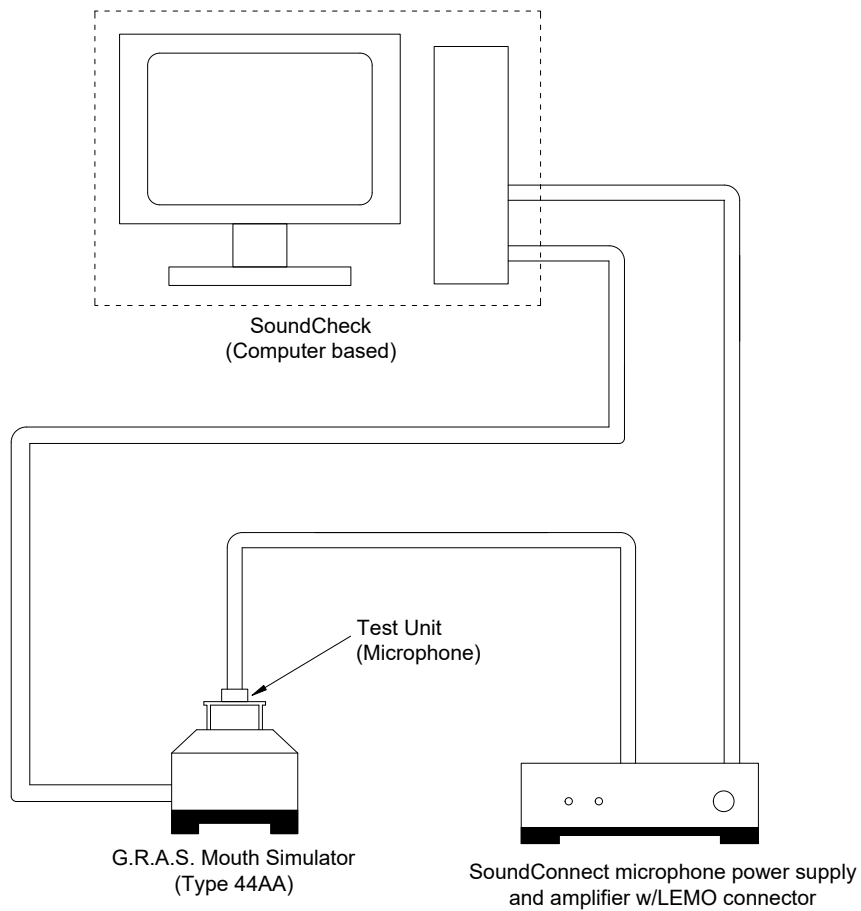 SoundCheck
(Computer based)
Test Unit
(Microphone)
G.R.A.S. Mouth Simulator
(Type 44AA)
SoundConnect microphone power supply
and amplifier w/LEMO connector